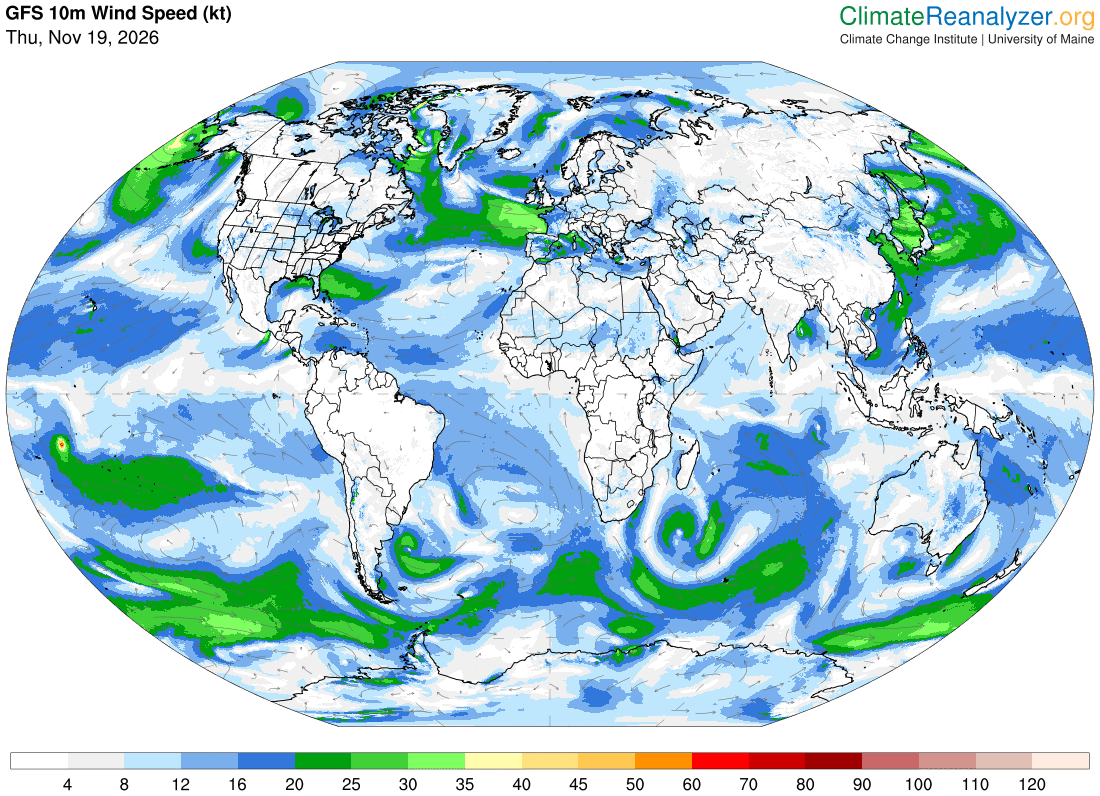 GFS 10m Wind Speed (kt)
Thu, Nov 19, 2026
ClimateReanalyzer.org
Climate Change Institute | University of Maine
4 8 12 16 20 25 30 35 40 45 50 60 70 80 90 100 110 120